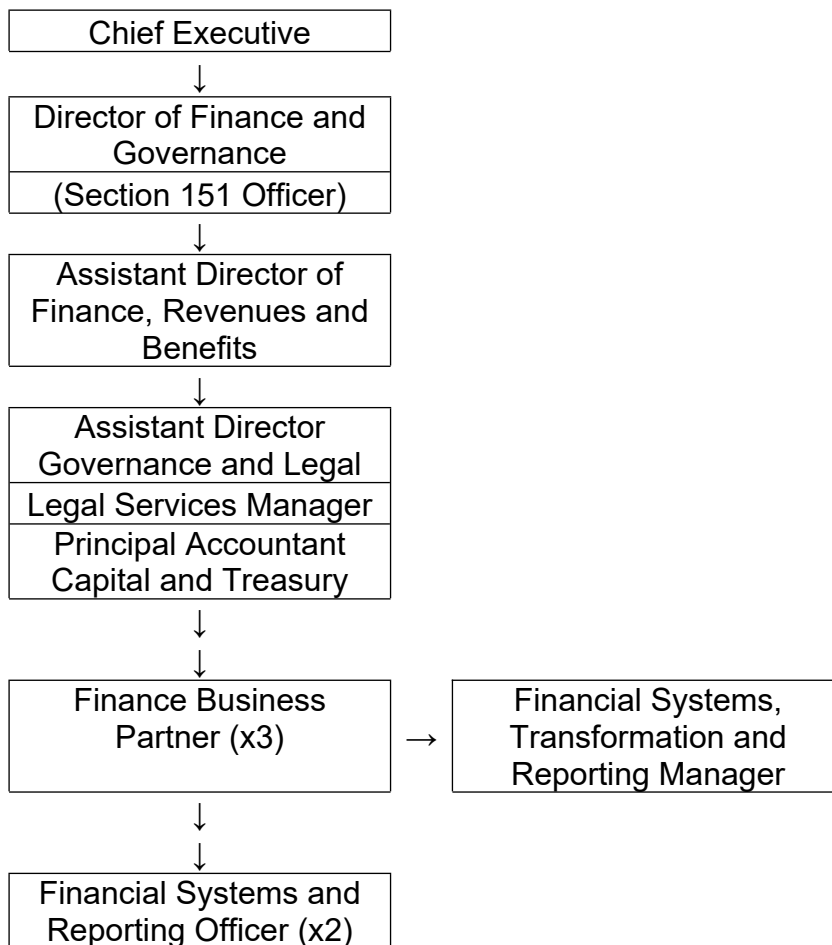 Chief Executive
↓
Director of Finance and
Governance
(Section 151 Officer)
↓
Assistant Director of
Finance, Revenues and
Benefits
↓
Assistant Director
Governance and Legal
Legal Services Manager
Principal Accountant
Capital and Treasury
↓
↓
Finance Business
Partner (x3)
→
Financial Systems,
Transformation and
Reporting Manager
↓
↓
Financial Systems and
Reporting Officer (x2)